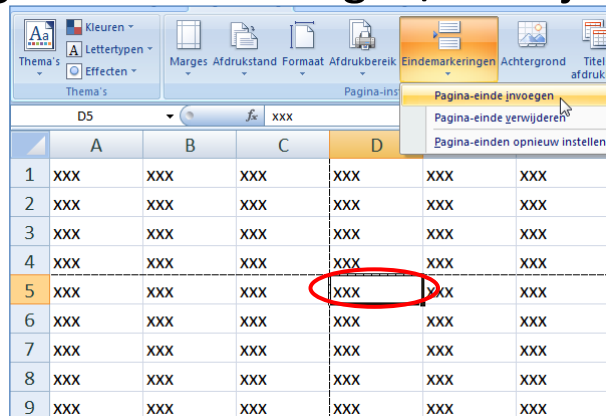 Kleuren
Aa
A Lettertypen
Thema's
Effecten
Marges Afdrukstand Formaat Afdrukbereik Eindemarkeringen Achtergrond
Thema's
Pagina-einde invoegen
Pagina-einde verwijderen
Pagina-einden opnieuw instellen
D5 fx xxx
A B C D
1 xxx xxx xxx xxx xxx xxx
2 xxx xxx xxx xxx xxx xxx
3 xxx xxx xxx xxx xxx xxx
4 xxx xxx xxx xxx xxx xxx
5 xxx xxx xxx xxx xxx xxx
6 xxx xxx xxx xxx xxx xxx
7 xxx xxx xxx xxx xxx xxx
8 xxx xxx xxx xxx xxx xxx
9 xxx xxx xxx xxx xxx xxx